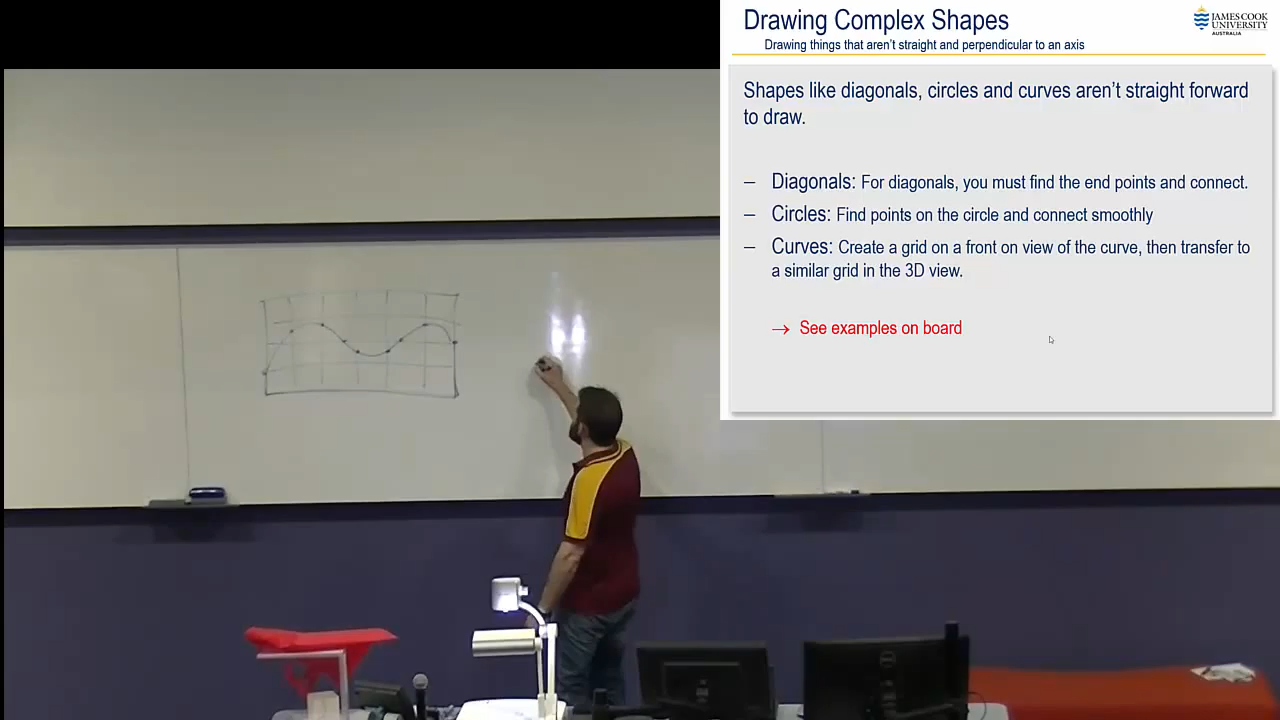 Drawing Complex Shapes
Drawing things that aren't straight and perpendicular to an axis
JAMES COOK
UNIVERSITY
AUSTRALIA
Shapes like diagonals, circles and curves aren't straight forward
to draw.
– Diagonals: For diagonals, you must find the end points and connect.
– Circles: Find points on the circle and connect smoothly
– Curves: Create a grid on a front on view of the curve, then transfer to
a similar grid in the 3D view.
→ See examples on board